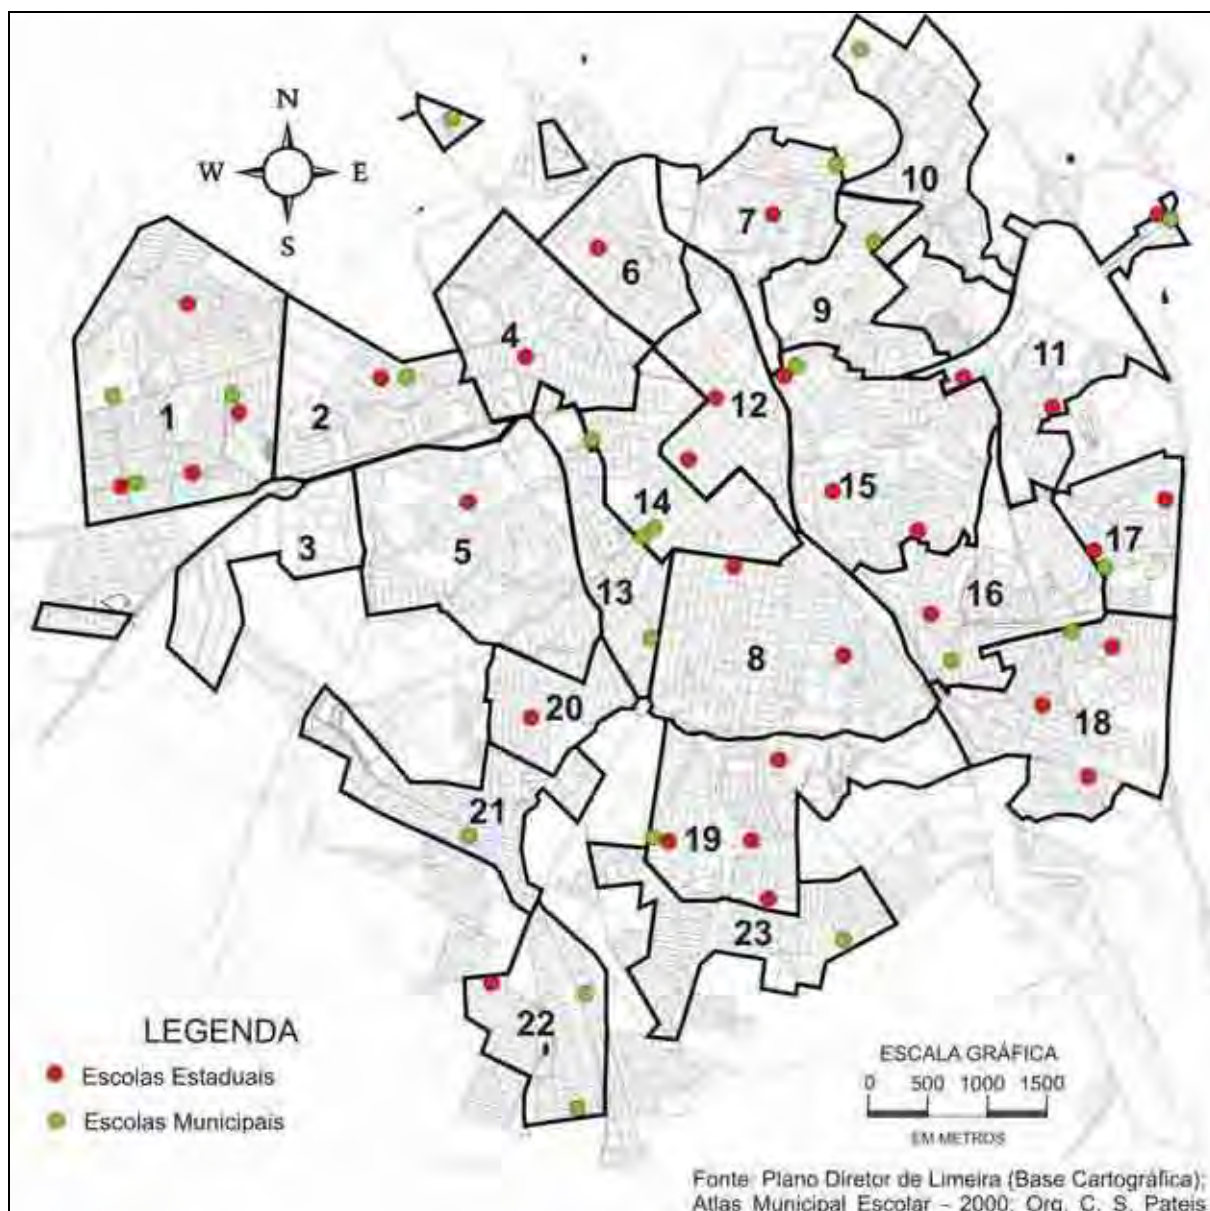 N
W E
S
10
7
6
9
4
11
12
1
2
15
14
17
3
5
13
16
8
20
18
21
19
23
22
LEGENDA
Escolas Estaduais
Escolas Municipais
ESCALA GRÁFICA
0 500 1000 1500
EM METROS
Fonte: Plano Diretor de Limeira (Base Cartográfica);
Atlas Municipal Escolar - 2000; Org. C. S. Pateis